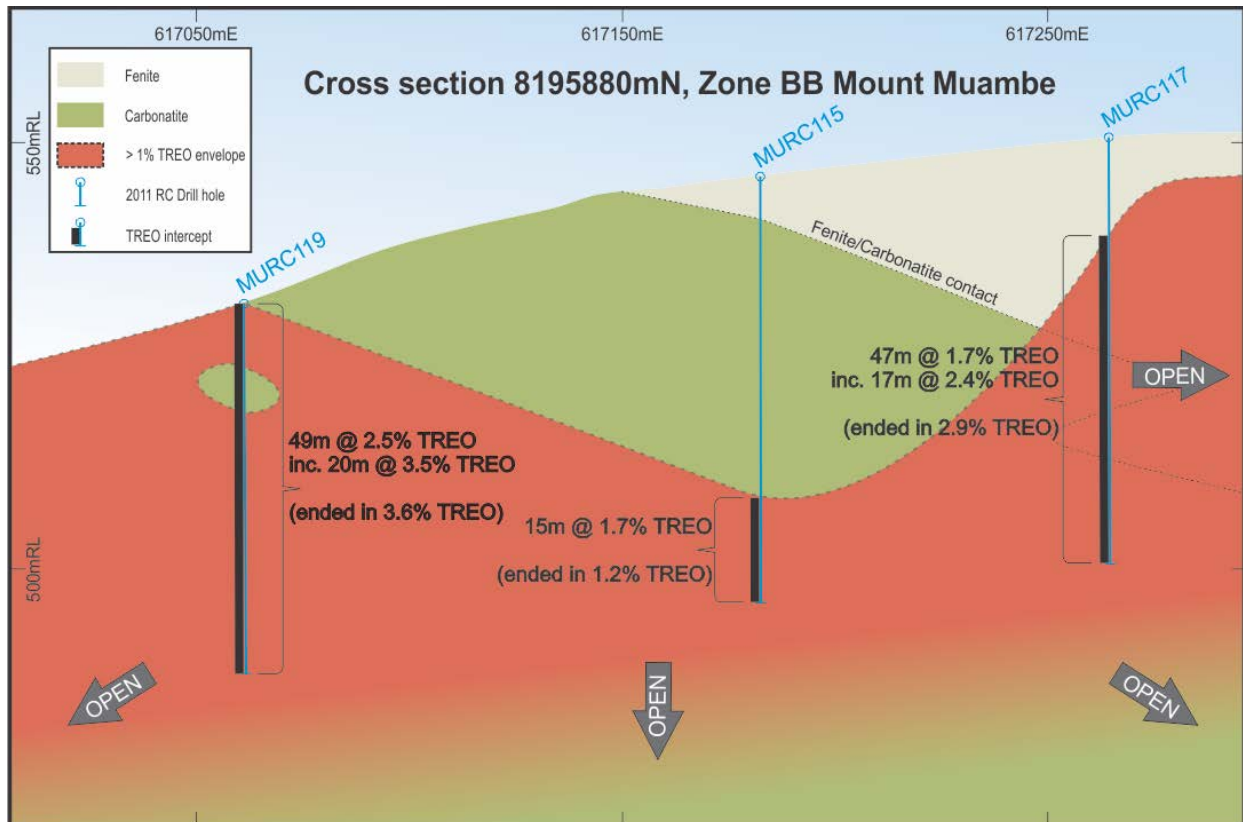 617050mE
617150mE
617250mE
Cross section 8195880mN, Zone BB Mount Muambe
Fenite
Carbonatite
> 1% TREO envelope
2011 RC Drill hole
TREO intercept
550mRL
500mRL
MURC119
MURC115
MURC117
Fenite/Carbonatite contact
49m @ 2.5% TREO
inc. 20m @ 3.5% TREO
(ended in 3.6% TREO)
15m @ 1.7% TREO
(ended in 1.2% TREO)
47m @ 1.7% TREO
inc. 17m @ 2.4% TREO
(ended in 2.9% TREO)
OPEN
OPEN
OPEN
OPEN